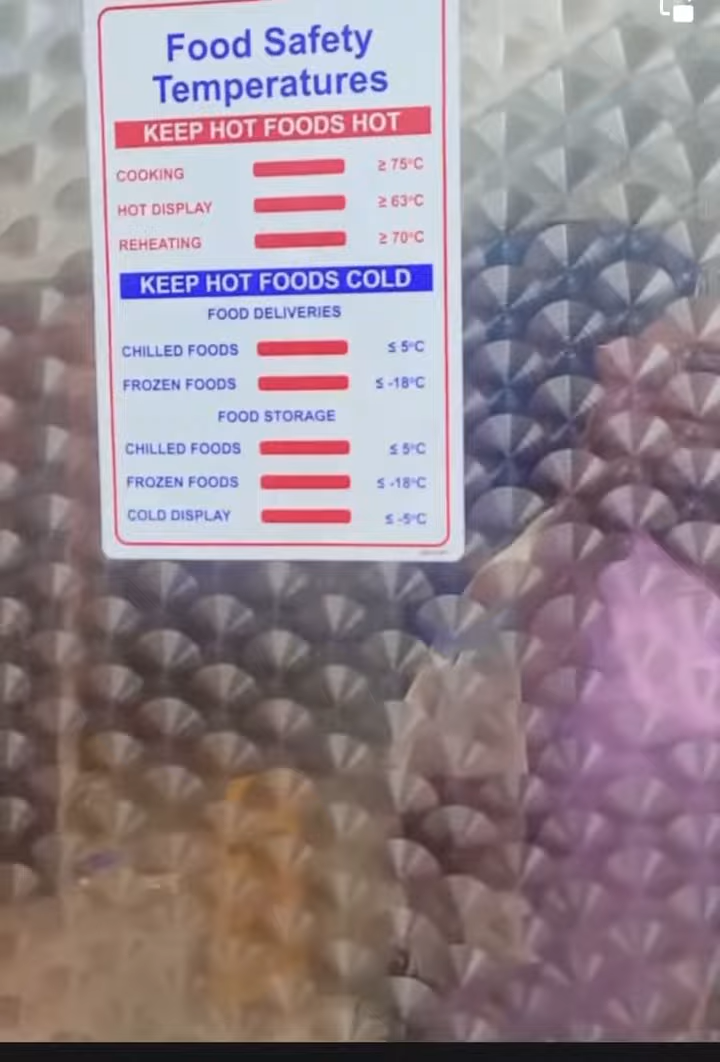 Food Safety
Temperatures
KEEP HOT FOODS HOT
COOKING ≥ 75°C
HOT DISPLAY ≥ 63°C
REHEATING ≥ 70°C
KEEP HOT FOODS COLD
FOOD DELIVERIES
CHILLED FOODS ≤ 5°C
FROZEN FOODS ≤ -18°C
FOOD STORAGE
CHILLED FOODS ≤ 5°C
FROZEN FOODS ≤ -18°C
COLD DISPLAY ≤ -5°C